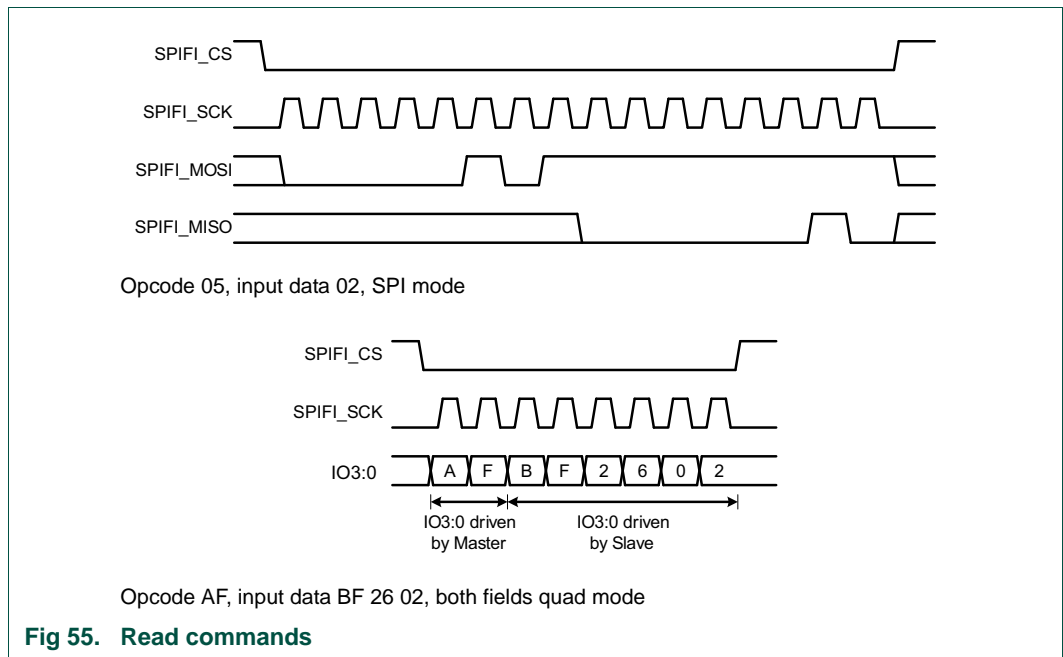 SPIFI_CS
SPIFI_SCK
SPIFI_MOSI
SPIFI_MISO
Opcode 05, input data 02, SPI mode
SPIFI_CS
SPIFI_SCK
IO3:0 A F B F 2 6 0 2
IO3:0 driven by Master
IO3:0 driven by Slave
Opcode AF, input data BF 26 02, both fields quad mode
Fig 55. Read commands